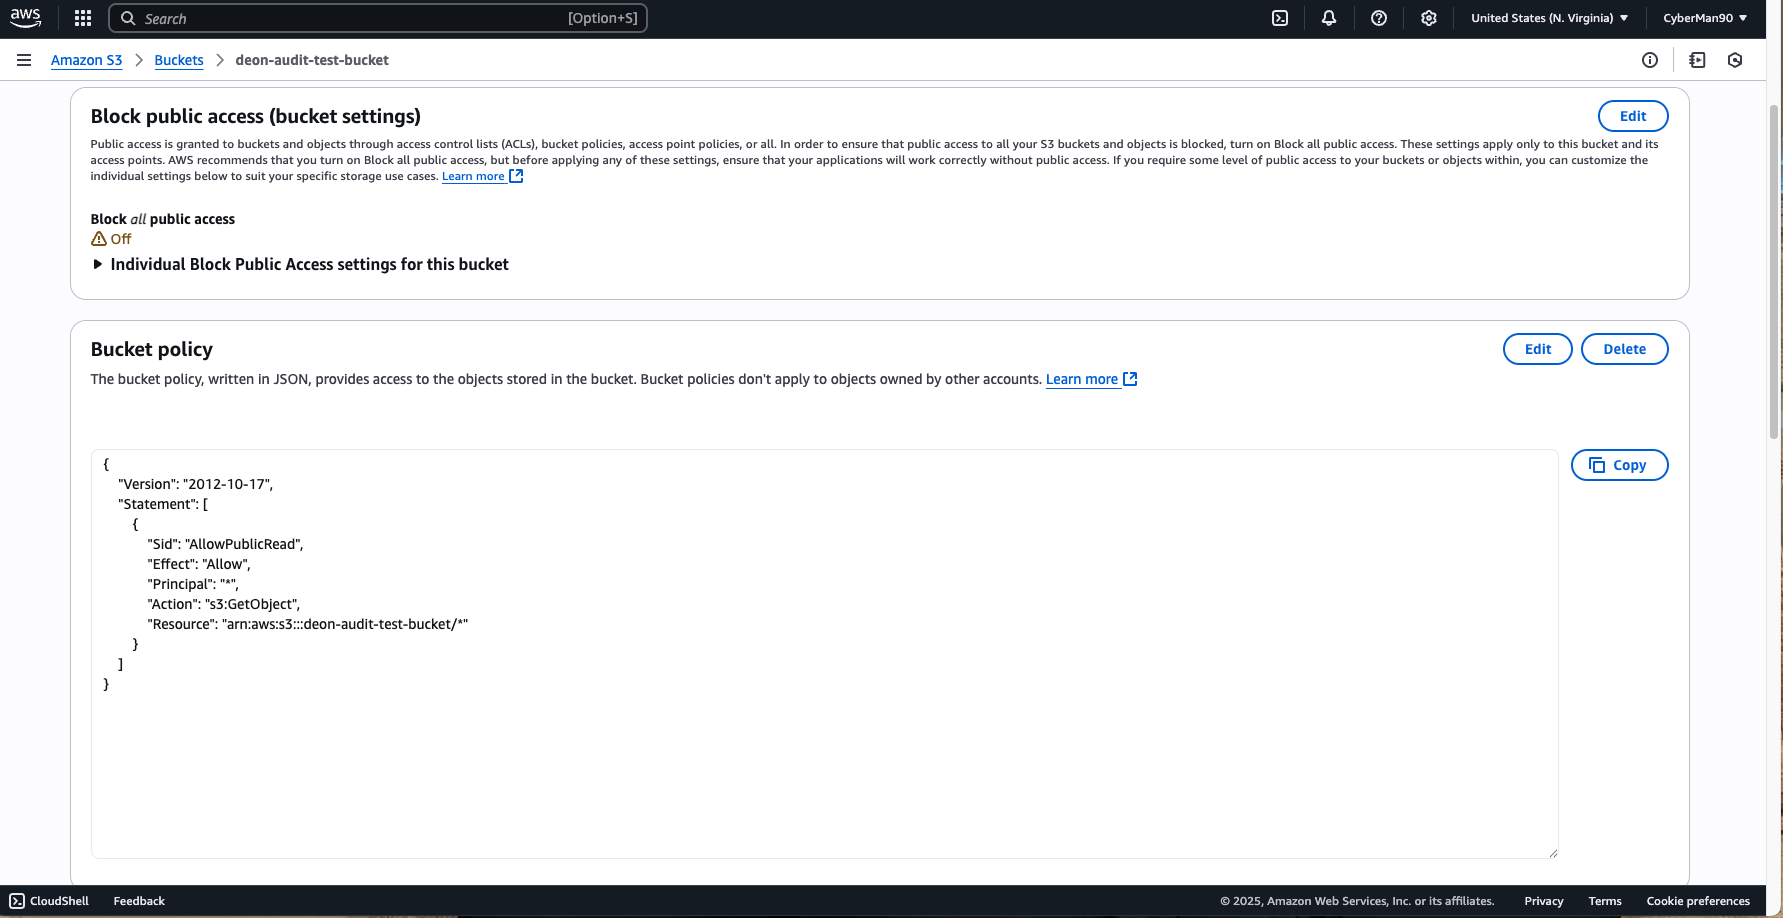 aws
Search
[Option+S]
United States (N. Virginia)
CyberMan90
Amazon S3
Buckets
deon-audit-test-bucket
Block public access (bucket settings)
Edit
Public access is granted to buckets and objects through access control lists (ACLs), bucket policies, access point policies, or all. In order to ensure that public access to all your S3 buckets and objects is blocked, turn on Block all public access. These settings apply only to this bucket and its
access points. AWS recommends that you turn on Block all public access, but before applying any of these settings, ensure that your applications will work correctly without public access. If you require some level of public access to your buckets or objects within, you can customize the
individual settings below to suit your specific storage use cases. Learn more
Block all public access
Off
Individual Block Public Access settings for this bucket
Bucket policy
Edit
Delete
The bucket policy, written in JSON, provides access to the objects stored in the bucket. Bucket policies don't apply to objects owned by other accounts. Learn more
Copy
{
"Version": "2012-10-17",
"Statement": [
{
"Sid": "AllowPublicRead",
"Effect": "Allow",
"Principal": "*",
"Action": "s3:GetObject",
"Resource": "arn:aws:s3:::deon-audit-test-bucket/*"
}
]
}
CloudShell
Feedback
© 2025, Amazon Web Services, Inc. or its affiliates.
Privacy
Terms
Cookie preferences